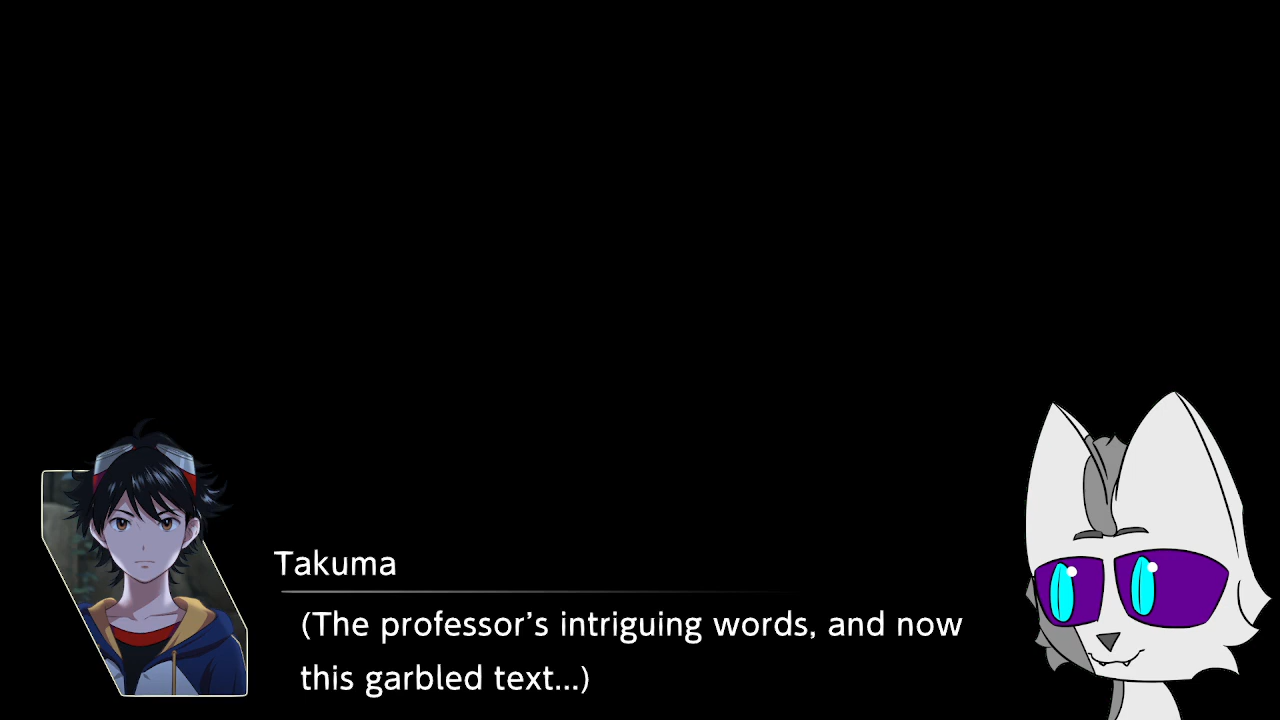 Takuma
(The professor’s intriguing words, and now
this garbled text...)